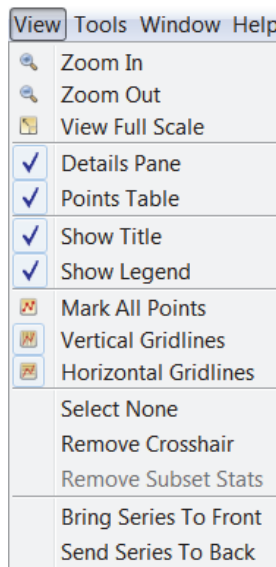 View Tools Window Help
Zoom In
Zoom Out
View Full Scale
Details Pane
Points Table
Show Title
Show Legend
Mark All Points
Vertical Gridlines
Horizontal Gridlines
Select None
Remove Crosshair
Remove Subset Stats
Bring Series To Front
Send Series To Back